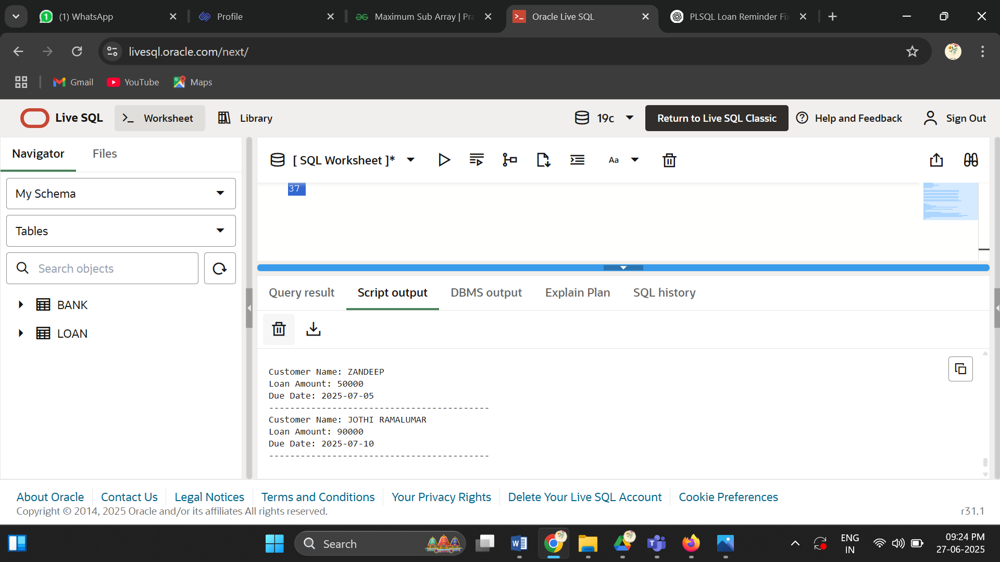 (1) WhatsApp
Profile
Maximum Sub Array | Pra
Oracle Live SQL
PLSQL Loan Reminder Fix
livesql.oracle.com/next/
Gmail
YouTube
Maps
Live SQL
>_ Worksheet
Library
19c
Return to Live SQL Classic
Help and Feedback
Sign Out
Navigator
Files
My Schema
Tables
Search objects
BANK
LOAN
[ SQL Worksheet ]*
Aa
37
Query result
Script output
DBMS output
Explain Plan
SQL history
Customer Name: ZANDEEP
Loan Amount: 50000
Due Date: 2025-07-05
------------------------------------------
Customer Name: JOTHI RAMALUMAR
Loan Amount: 90000
Due Date: 2025-07-10
------------------------------------------
About Oracle
Contact Us
Legal Notices
Terms and Conditions
Your Privacy Rights
Delete Your Live SQL Account
Cookie Preferences
Copyright © 2014, 2025 Oracle and/or its affiliates All rights reserved.
r31.1
Search
ENG
IN
09:24 PM
27-06-2025